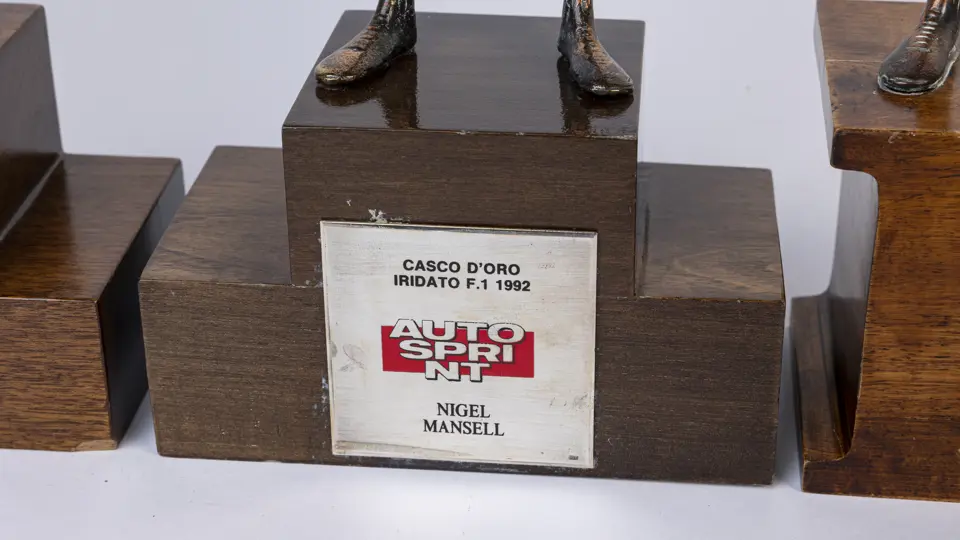 CASCO D'ORO
IRIDATO F.1 1992
AUTO
SPRI
NT
NIGEL
MANSELL